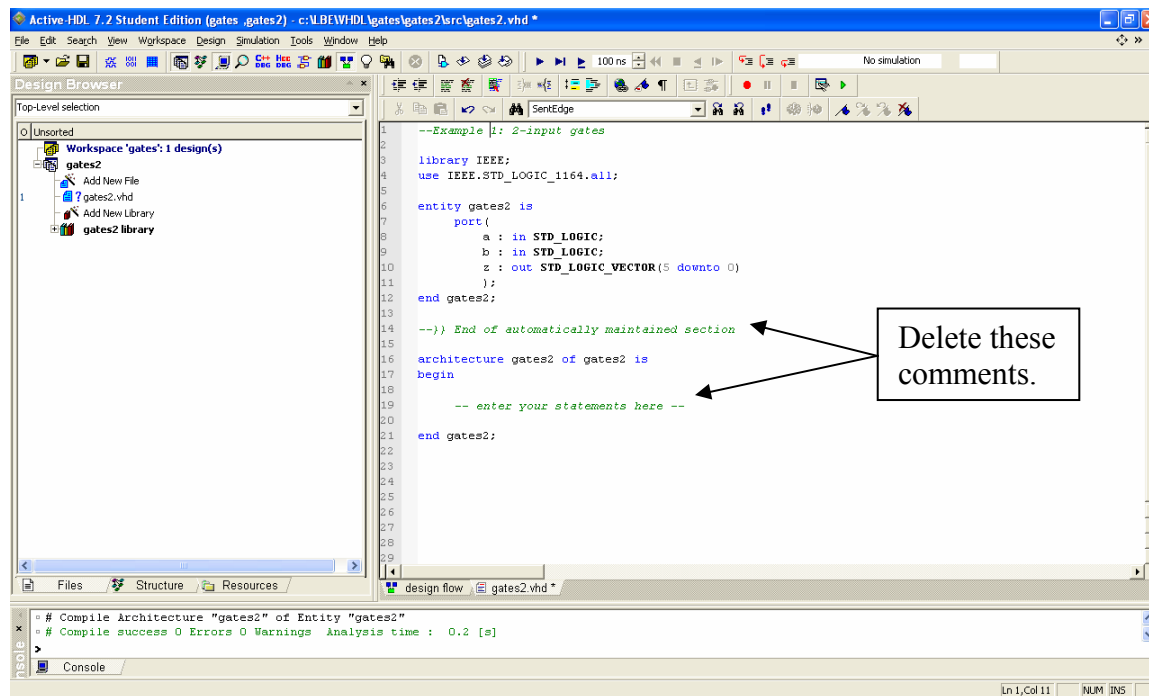 Active-HDL 7.2 Student Edition (gates ,gates2) - c:\LBE\VHDL\gates\gates2\src\gates2.vhd *
File Edit Search View Workspace Design Simulation Tools Window Help
100 ns No simulation
Design Browser
Top-Level selection
SentEdge
O Unsorted
Workspace 'gates': 1 design(s)
gates2
Add New File
1 ? gates2.vhd
Add New Library
gates2 library
1 --Example 1: 2-input gates
2
3 library IEEE;
4 use IEEE.STD_LOGIC_1164.all;
5
6 entity gates2 is
7 port(
8 a : in STD_LOGIC;
9 b : in STD_LOGIC;
10 z : out STD_LOGIC_VECTOR(5 downto 0)
11 );
12 end gates2;
13
14 --}} End of automatically maintained section
15
16 architecture gates2 of gates2 is
17 begin
18
19 -- enter your statements here --
20
21 end gates2;
22
23
24
25
26
27
28
29
Delete these
comments.
Files Structure Resources
design flow gates2.vhd *
# Compile Architecture "gates2" of Entity "gates2"
# Compile success 0 Errors 0 Warnings Analysis time : 0.2 [s]
>
Console
Ln 1,Col 11 NUM INS